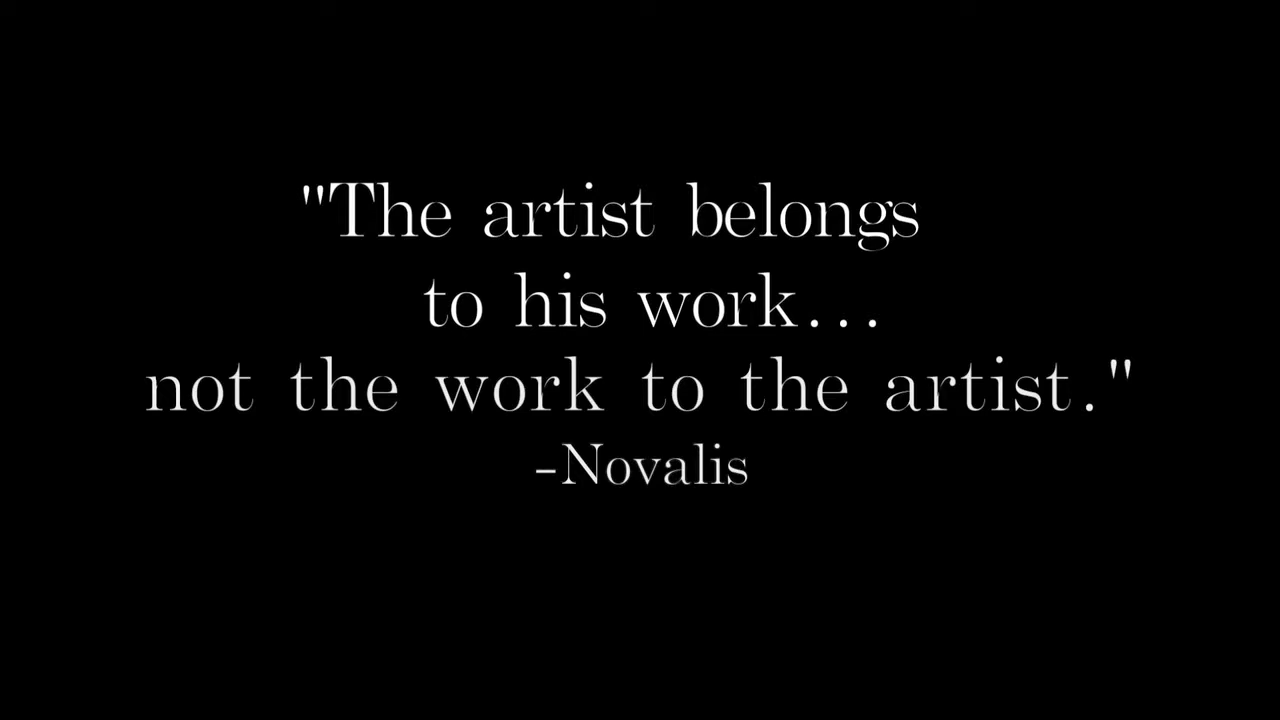 "The artist belongs
to his work...
not the work to the artist."
-Novalis